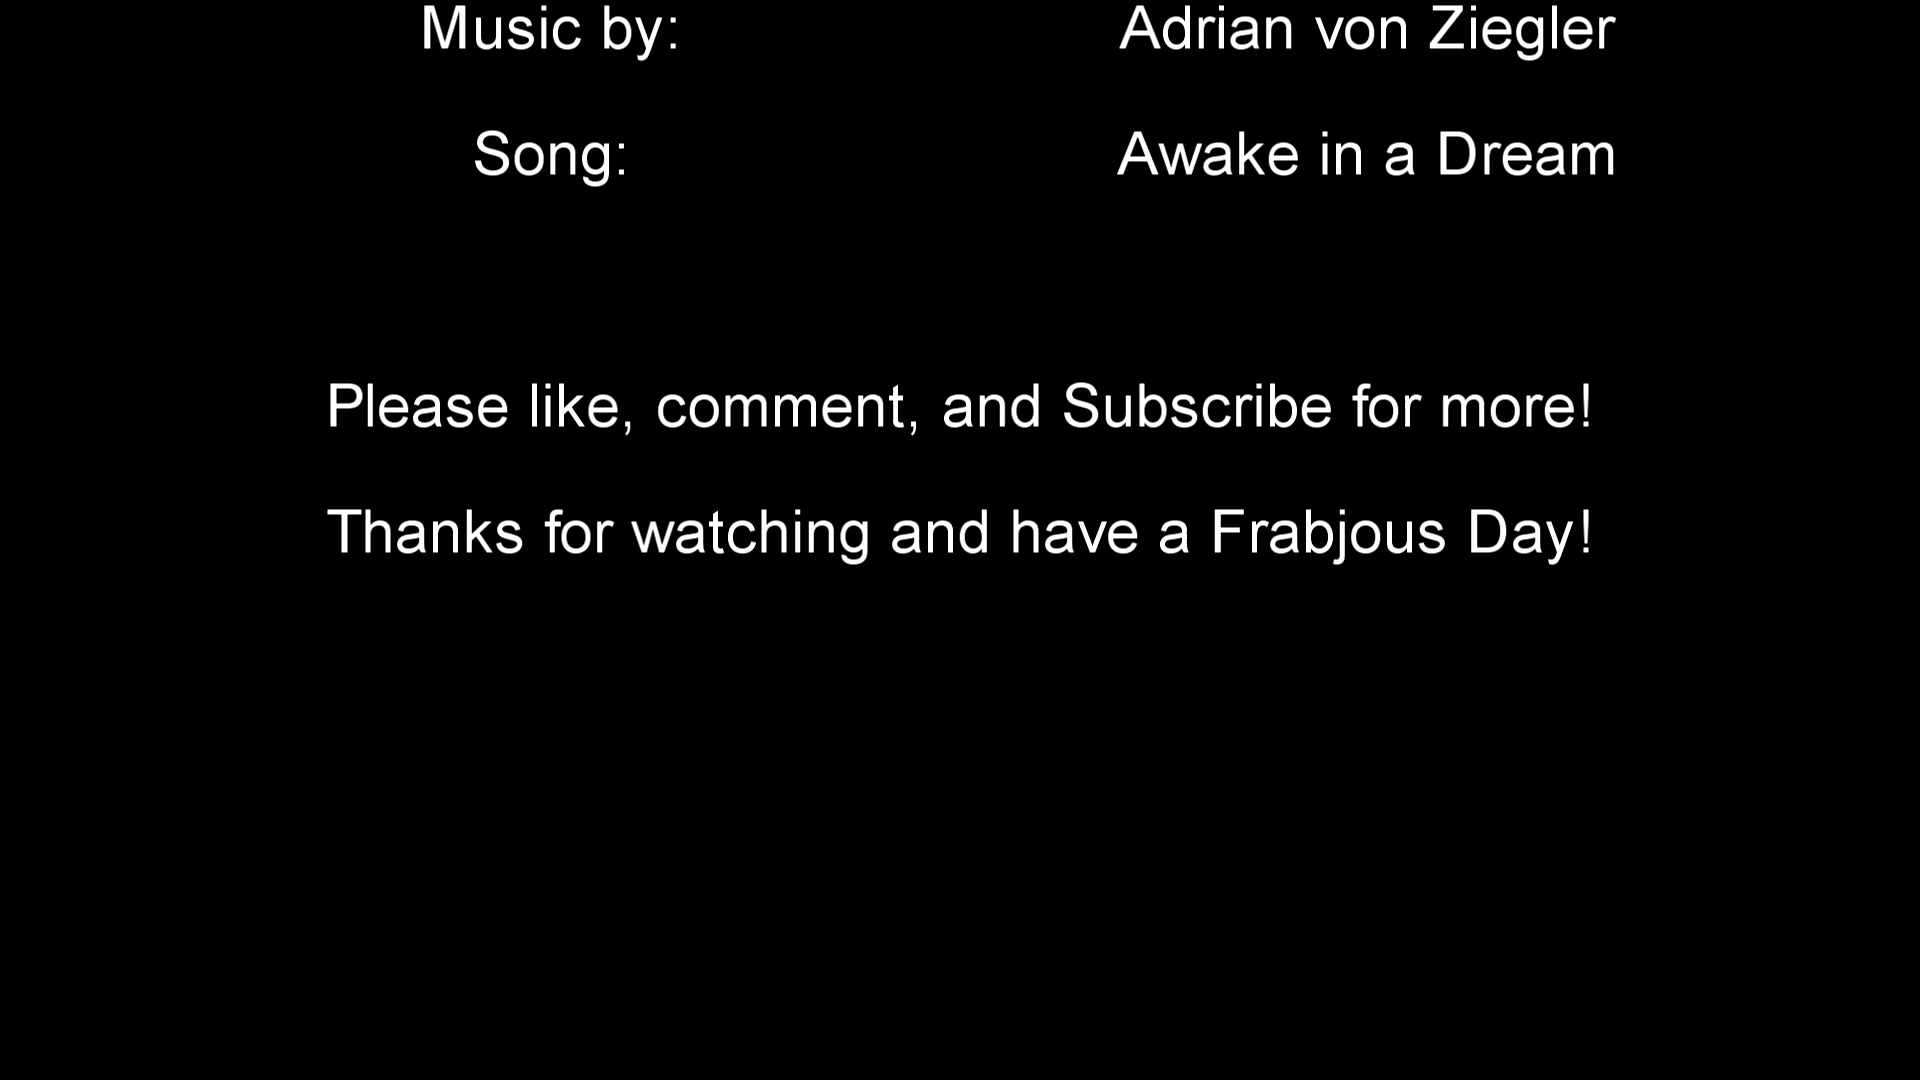 Music by: Adrian von Ziegler
Song: Awake in a Dream
Please like, comment, and Subscribe for more!
Thanks for watching and have a Frabjous Day!